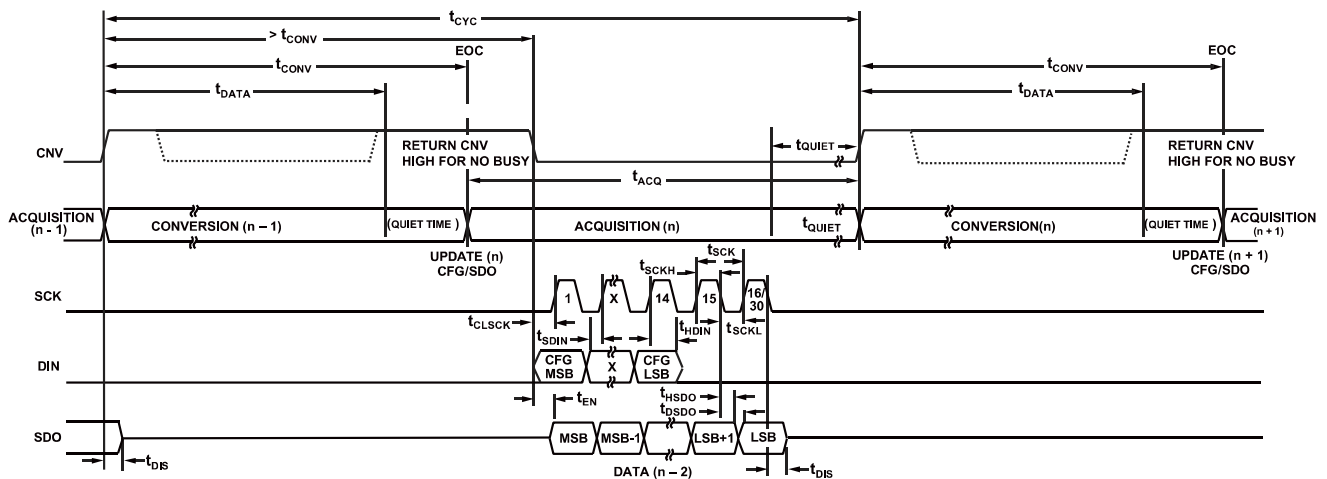 tCYC
> tCONV
EOC
EOC
tCONV
tCONV
tDATA
tDATA
CNV
RETURN CNV
HIGH FOR NO BUSY
tQUIET
RETURN CNV
HIGH FOR NO BUSY
tACQ
ACQUISITION
(n - 1)
CONVERSION (n – 1)
(QUIET TIME )
ACQUISITION (n)
tQUIET
CONVERSION(n)
(QUIET TIME )
ACQUISITION
(n + 1)
UPDATE (n)
CFG/SDO
UPDATE (n + 1)
CFG/SDO
tSCK
tSCKH
SCK
1
X
14
15
16/
30
tCLSCK
tSDIN
tHDIN
tSCKL
DIN
CFG
MSB
X
CFG
LSB
tEN
tHSDO
tDSDO
SDO
MSB
MSB-1
LSB+1
LSB
tDIS
DATA (n – 2)
tDIS